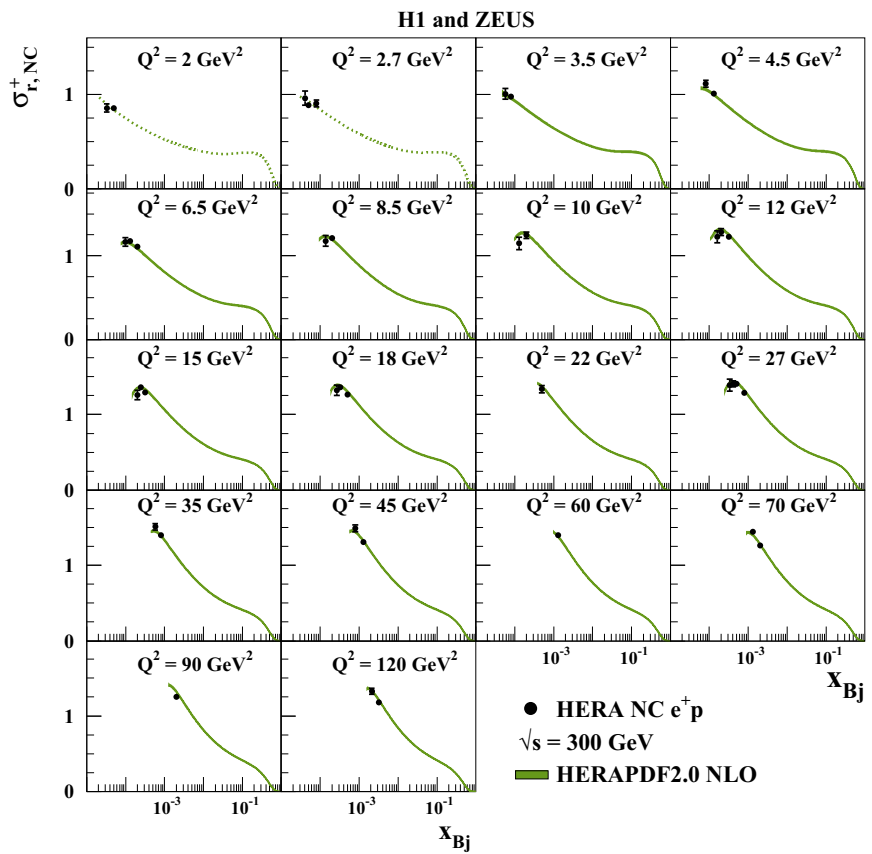 H1 and ZEUS
σ⁺r, NC
Q² = 2 GeV² Q² = 2.7 GeV² Q² = 3.5 GeV² Q² = 4.5 GeV²
1
0
Q² = 6.5 GeV² Q² = 8.5 GeV² Q² = 10 GeV² Q² = 12 GeV²
1
0
Q² = 15 GeV² Q² = 18 GeV² Q² = 22 GeV² Q² = 27 GeV²
1
0
Q² = 35 GeV² Q² = 45 GeV² Q² = 60 GeV² Q² = 70 GeV²
1
0
10⁻³ 10⁻¹ 10⁻³ 10⁻¹
xBj
Q² = 90 GeV² Q² = 120 GeV²
1
0
10⁻³ 10⁻¹ 10⁻³ 10⁻¹
xBj
HERA NC e⁺p
√s = 300 GeV
HERAPDF2.0 NLO